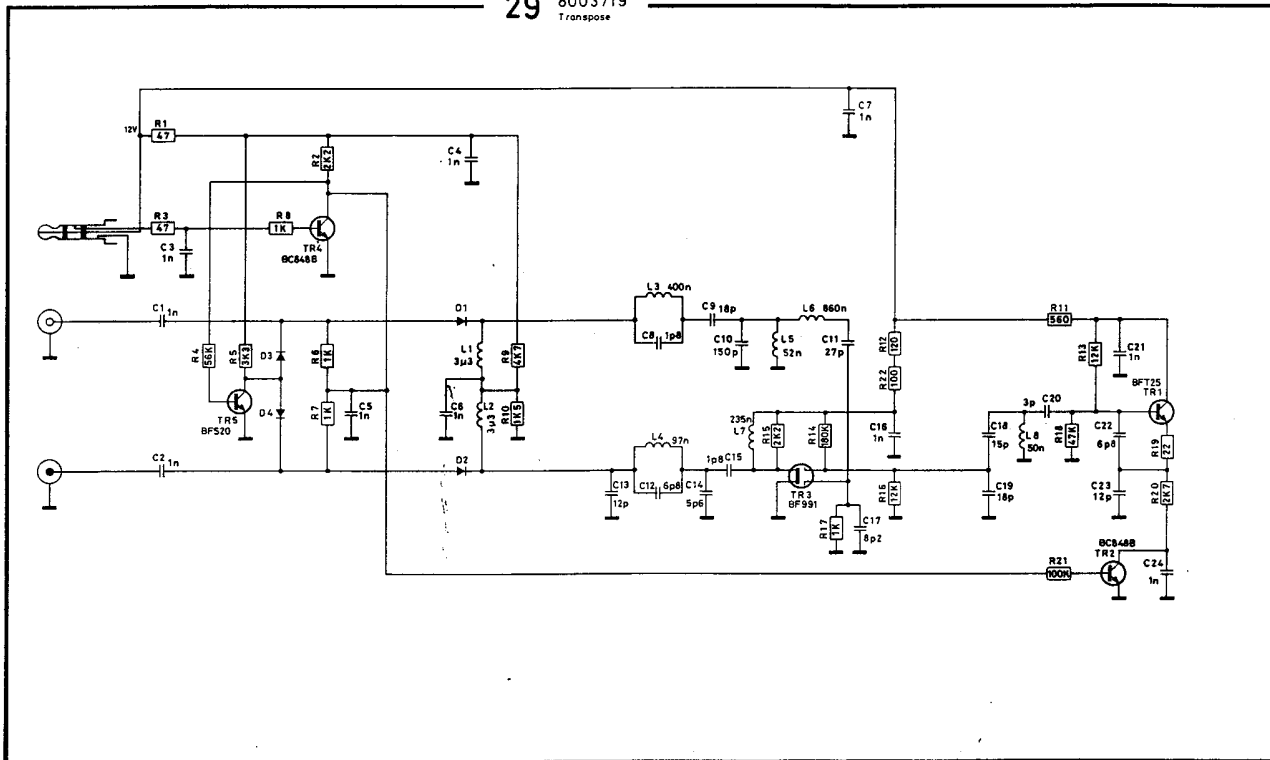 29 8003719
Transpose
C7
1n
12V
R1
47
R2
2K2
C4
1n
R3
47
R8
1K
C3
1n
TR4
BC848B
C1 1n
D1
L3 400n
C8 1p8
C9 18p
L6 860n
C10
150p
L5
52n
C11
27p
R4
56K
R5
3K3
D3
R6
1K
L1
3µ3
R9
4K7
R12
120
R22
100
R11
560
R13
12K
C21
1n
BFT25
TR1
TR5
BFS20
D4
R7
1K
C5
1n
C6
1n
L2
3µ3
R10
1K5
235n
L7
R15
2K2
R14
180K
C16
1n
C18
15p
3p C20
L8
50n
R18
47K
C22
6p8
R19
22
C2 1n
D2
L4 97n
C12 6p8
C13
12p
C14
5p6
1p8 C15
TR3
BF991
R16
12K
C19
18p
C23
12p
R20
2K7
R17
1K
C17
8p2
R21
100K
BC848B
TR2
C24
1n